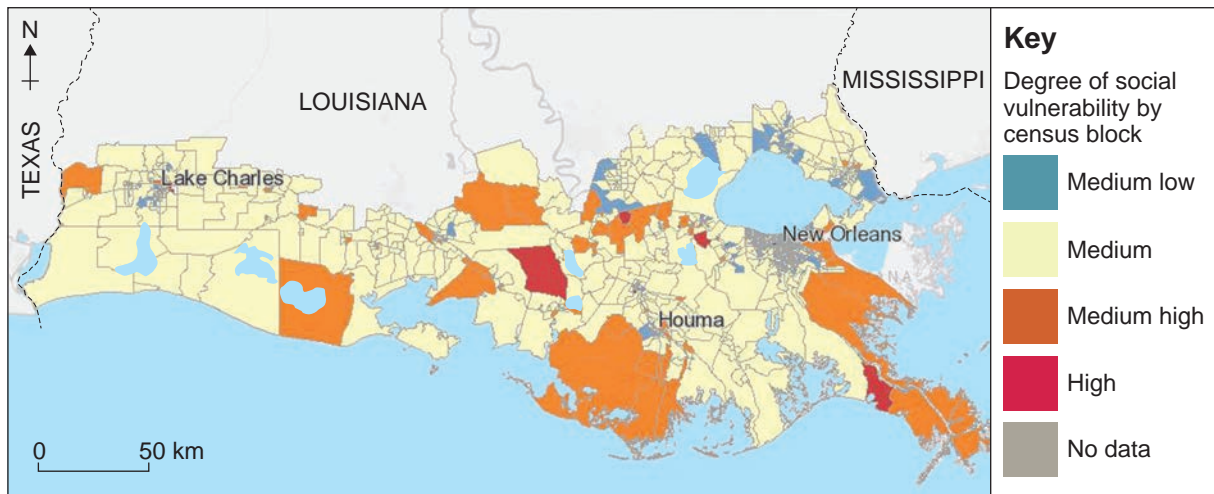 N
TEXAS
LOUISIANA
MISSISSIPPI
Lake Charles
New Orleans
Houma
0 50 km
Key
Degree of social
vulnerability by
census block
Medium low
Medium
Medium high
High
No data